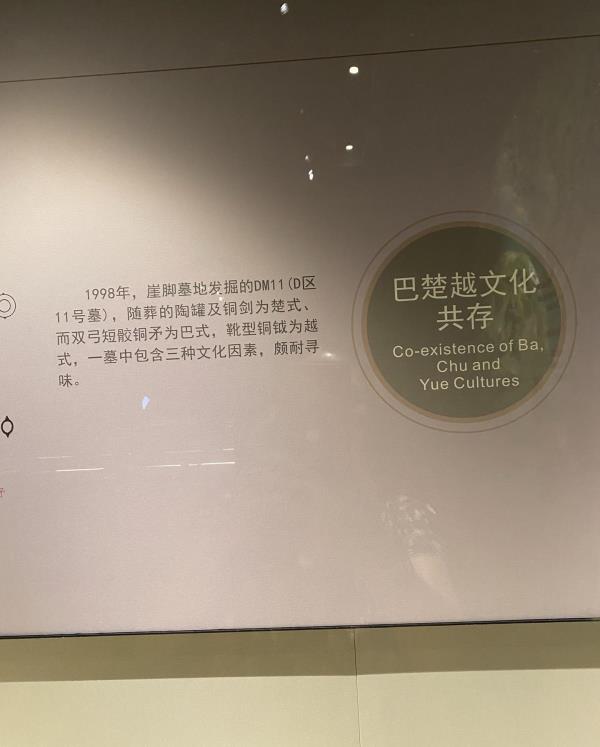 1998年，崖脚墓地发掘的DM11(D区
11号墓)，随葬的陶罐及铜剑为楚式、
而双弓短骹铜矛为巴式，靴型铜钺为越
式，一墓中包含三种文化因素，颇耐寻
味。
巴楚越文化
共存
Co-existence of Ba,
Chu and
Yue Cultures